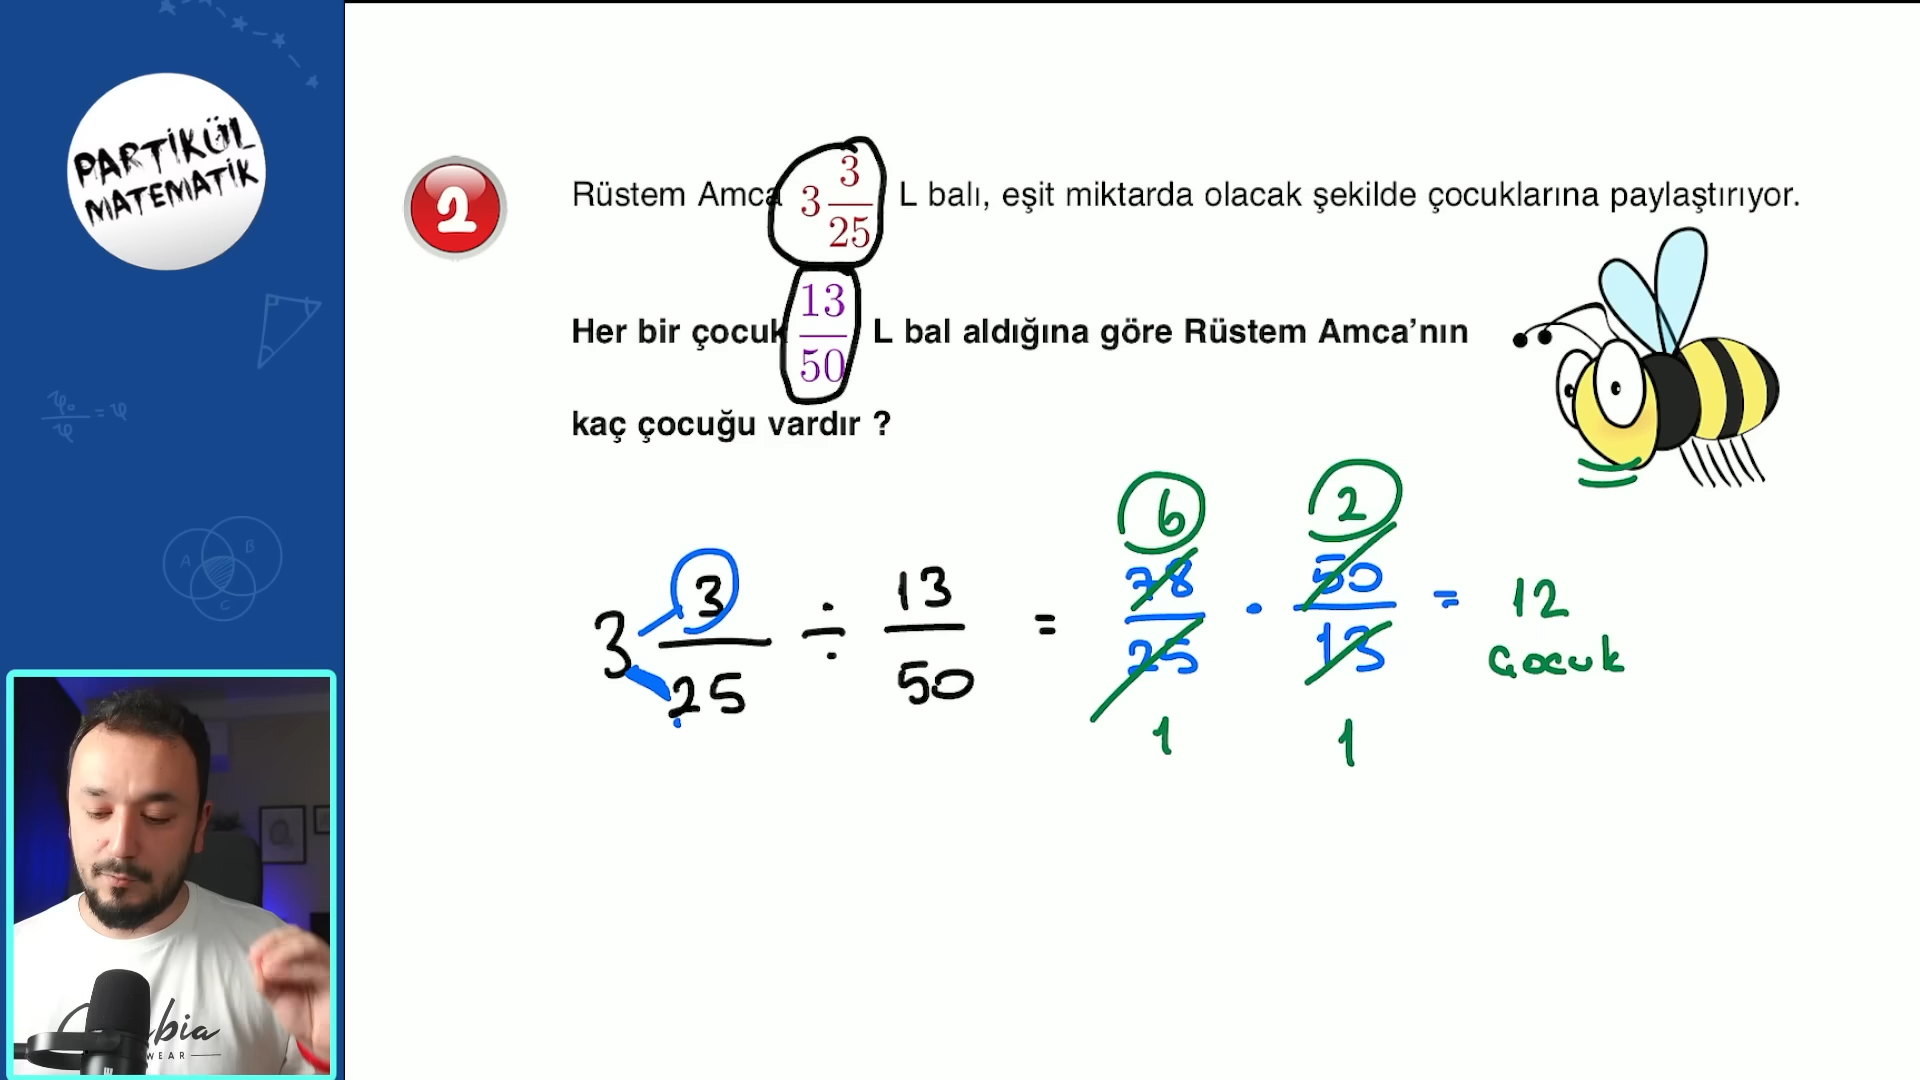 PARTİKÜL
MATEMATİK
2
Rüstem Amca 3 3/25 L balı, eşit miktarda olacak şekilde çocuklarına paylaştırıyor.
Her bir çocuk 13/50 L bal aldığına göre Rüstem Amca’nın
kaç çocuğu vardır ?
6 2
3 3/25 ÷ 13/50 = 78/25 · 50/13 = 12
çocuk
1 1
φ₀/φ = φ
A B
C
WEAR